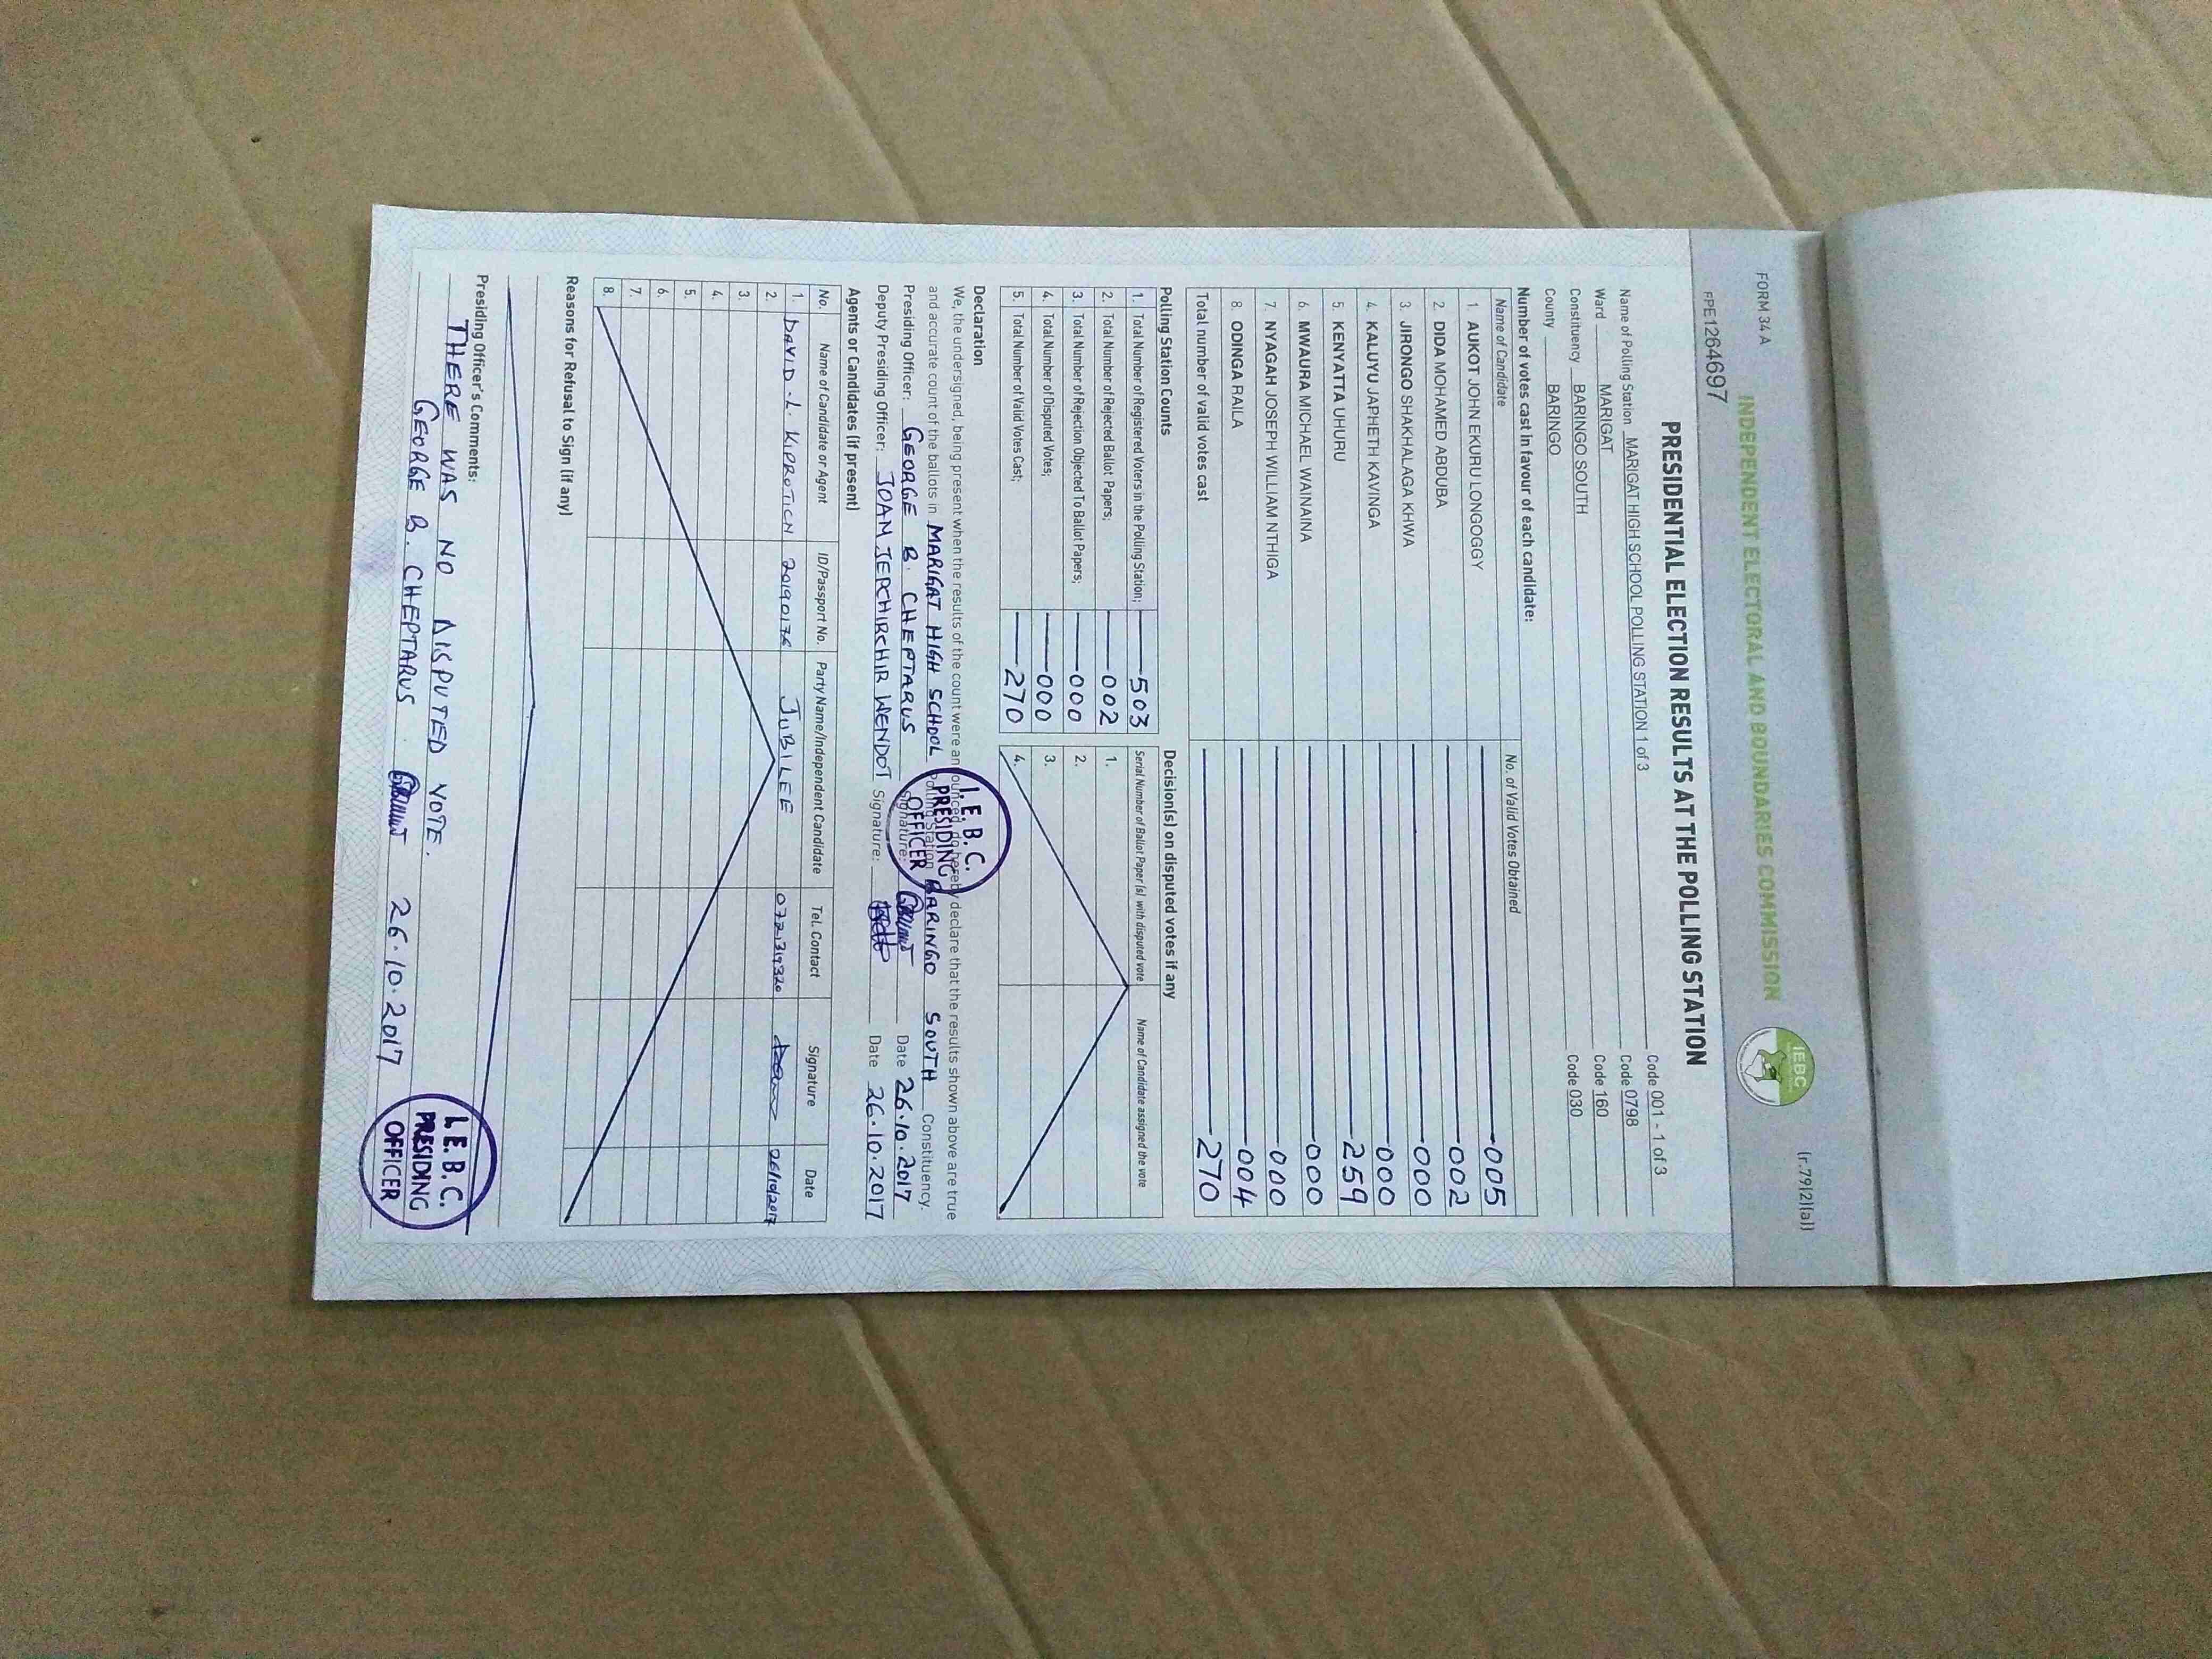 FORM 34 A
(r.79(2)(a))
INDEPENDENT ELECTORAL AND BOUNDARIES COMMISSION
IEBC
PPE1264697
PRESIDENTIAL ELECTION RESULTS AT THE POLLING STATION
Name of Polling Station MARIGAT HIGH SCHOOL POLLING STATION 1 of 3 Code 001 - 1 of 3
Ward MARIGAT Code 0798
Constituency BARINGO SOUTH Code 160
County BARINGO Code 030
Number of votes cast in favour of each candidate:
Name of Candidate No. of Valid Votes Obtained
1 AUKOT JOHN EKURU LONGOGGY 005
2. DIDA MOHAMED ABDUBA 002
3. JIRONGO SHAKHALAGA KHWA 000
4. KALUYU JAPHETH KAVINGA 000
5. KENYATTA UHURU 259
6. MWAURA MICHAEL WAINAINA 000
7. NYAGAH JOSEPH WILLIAM NTHIGA 000
8. ODINGA RAILA 004
Total number of valid votes cast 270
Polling Station Counts
1. Total Number of Registered Voters in the Polling Station; 503
2. Total Number of Rejected Ballot Papers; 002
3. Total Number of Rejection Objected To Ballot Papers; 000
4. Total Number of Disputed Votes; 000
5. Total Number of Valid Votes Cast; 270
Decision(s) on disputed votes if any
Serial Number of Ballot Paper (s) with disputed vote Name of Candidate assigned the vote
1.
2.
3.
4.
Declaration
We, the undersigned, being present when the results of the count were announced, do hereby declare that the results shown above are true
and accurate count of the ballots in MARIGAT HIGH SCHOOL Polling Station BARINGO SOUTH Constituency.
Presiding Officer: GEORGE B. CHEPTARUS Signature: Date 26.10.2017
Deputy Presiding Officer: JOAN JEPCHIRCHIR WENDOT Signature: Date 26.10.2017
I.E.B.C.
PRESIDING
OFFICER
Agents or Candidates (if present)
No. Name of Candidate or Agent ID/Passport No. Party Name/Independent Candidate Tel. Contact Signature Date
1. DAVID .L. KIPROTICH 20190176 JUBILEE 0721319320 26/10/2017
2.
3.
4.
5.
6.
7.
8.
Reasons for Refusal to Sign (if any)
Presiding Officer's Comments:
THERE WAS NO DISPUTED VOTE.
GEORGE B. CHEPTARUS. 26.10.2017
I.E.B.C.
PRESIDING
OFFICER